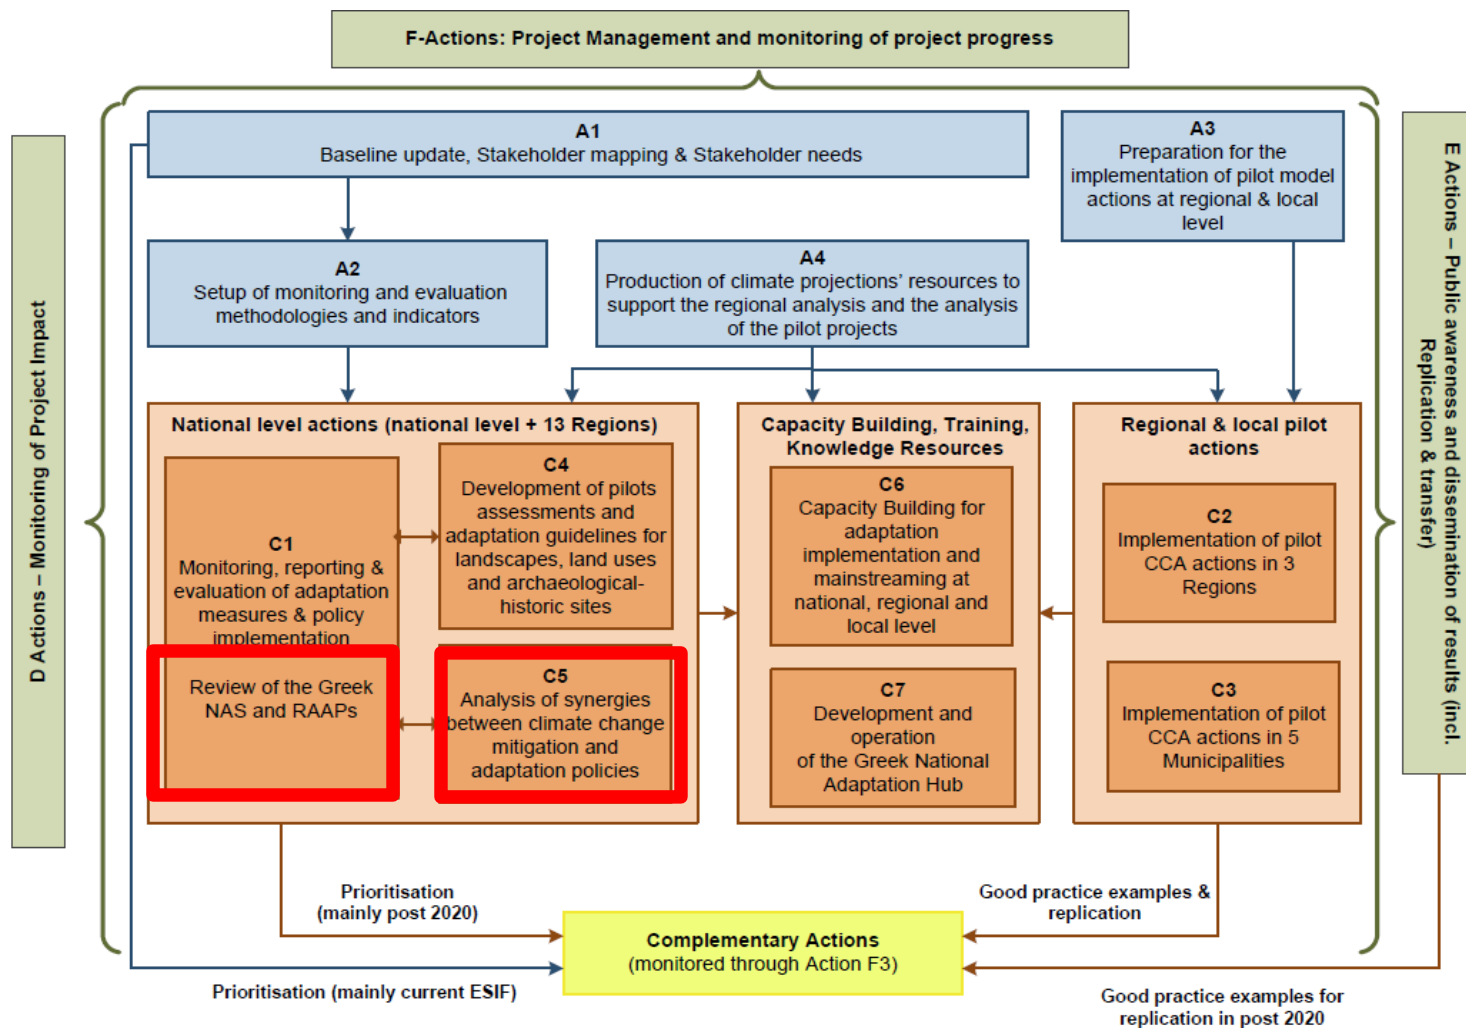 F-Actions: Project Management and monitoring of project progress
D Actions – Monitoring of Project Impact
A1
Baseline update, Stakeholder mapping & Stakeholder needs
A3
Preparation for the
implementation of pilot model
actions at regional & local
level
A2
Setup of monitoring and evaluation
methodologies and indicators
A4
Production of climate projections’ resources to
support the regional analysis and the analysis
of the pilot projects
E Actions – Public awareness and dissemination of results (incl.
Replication & transfer)
National level actions (national level + 13 Regions)
C1
Monitoring, reporting &
evaluation of adaptation
measures & policy
implementation
Review of the Greek
NAS and RAAPs
C4
Development of pilots
assessments and
adaptation guidelines for
landscapes, land uses
and archaeological-
historic sites
C5
Analysis of synergies
between climate change
mitigation and
adaptation policies
Capacity Building, Training,
Knowledge Resources
C6
Capacity Building for
adaptation
implementation and
mainstreaming at
national, regional and
local level
C7
Development and
operation
of the Greek National
Adaptation Hub
Regional & local pilot
actions
C2
Implementation of pilot
CCA actions in 3
Regions
C3
Implementation of pilot
CCA actions in 5
Municipalities
Prioritisation
(mainly post 2020)
Good practice examples &
replication
Complementary Actions
(monitored through Action F3)
Prioritisation (mainly current ESIF)
Good practice examples for
replication in post 2020